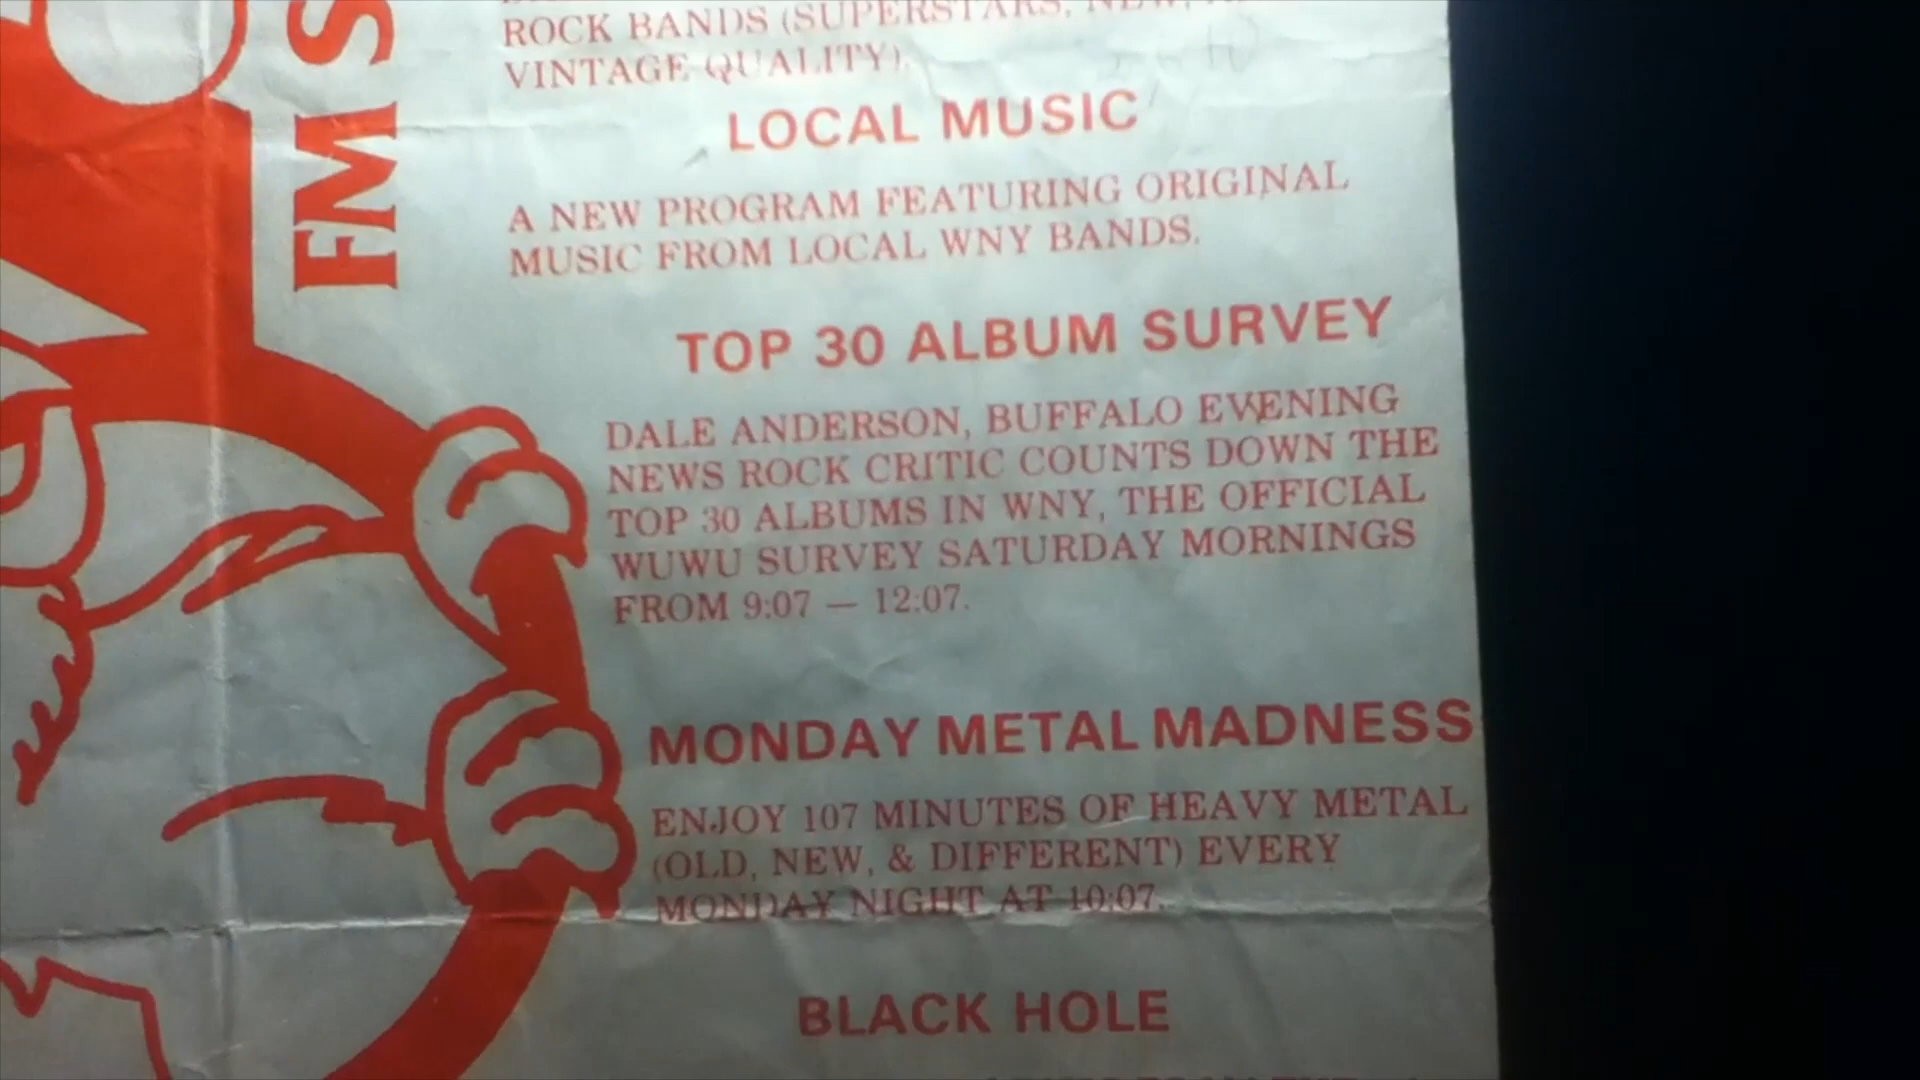 FM S
ROCK BANDS (SUPERSTARS, NEW,
VINTAGE QUALITY).
LOCAL MUSIC
A NEW PROGRAM FEATURING ORIGINAL
MUSIC FROM LOCAL WNY BANDS.
TOP 30 ALBUM SURVEY
DALE ANDERSON, BUFFALO EVENING
NEWS ROCK CRITIC COUNTS DOWN THE
TOP 30 ALBUMS IN WNY, THE OFFICIAL
WUWU SURVEY SATURDAY MORNINGS
FROM 9:07 — 12:07.
MONDAY METAL MADNESS
ENJOY 107 MINUTES OF HEAVY METAL
(OLD, NEW, & DIFFERENT) EVERY
MONDAY NIGHT AT 10:07.
BLACK HOLE